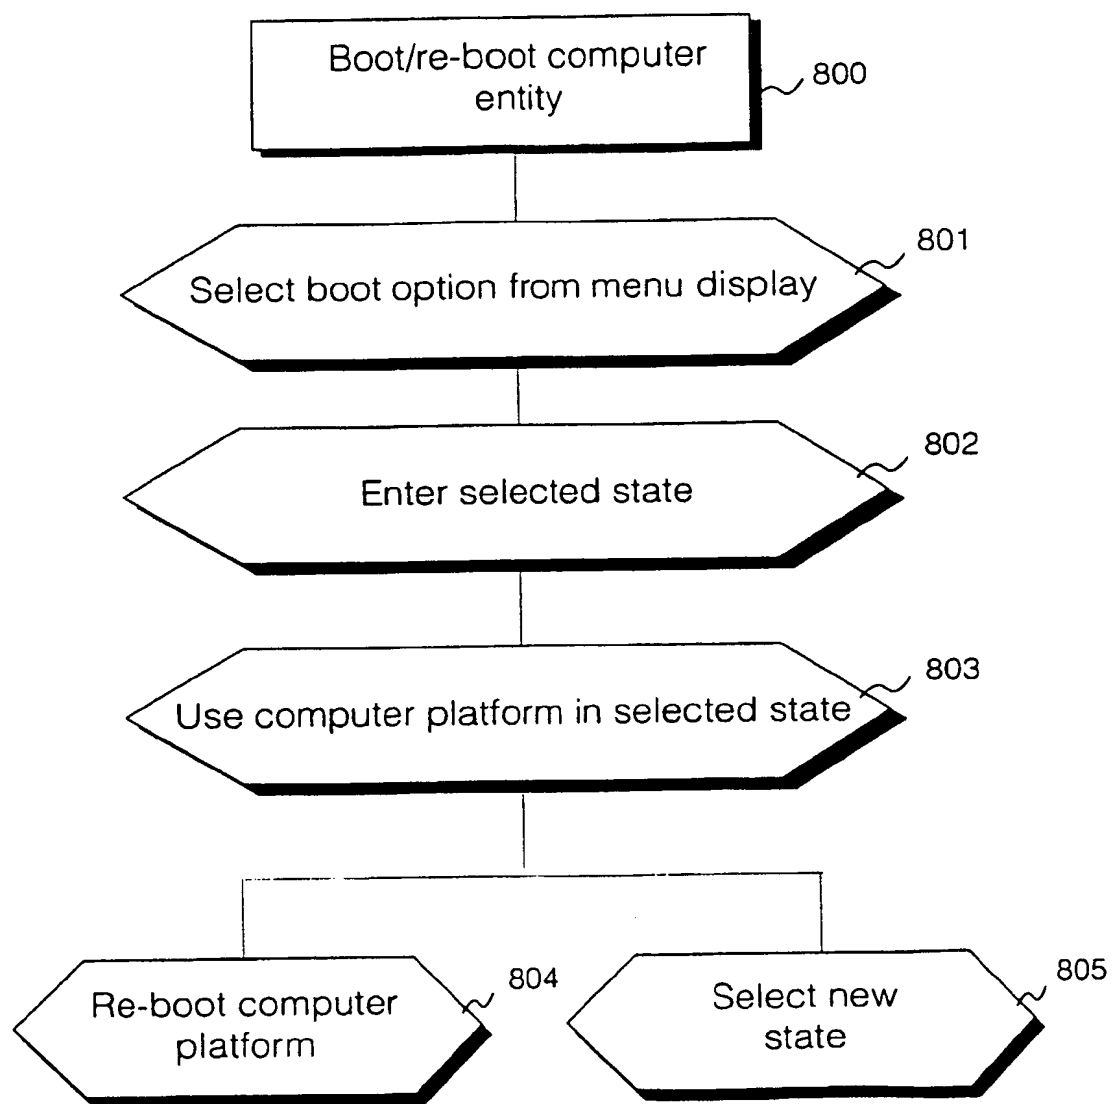 Boot/re-boot computer
entity
800
801
Select boot option from menu display
802
Enter selected state
803
Use computer platform in selected state
804
Re-boot computer
platform
805
Select new
state